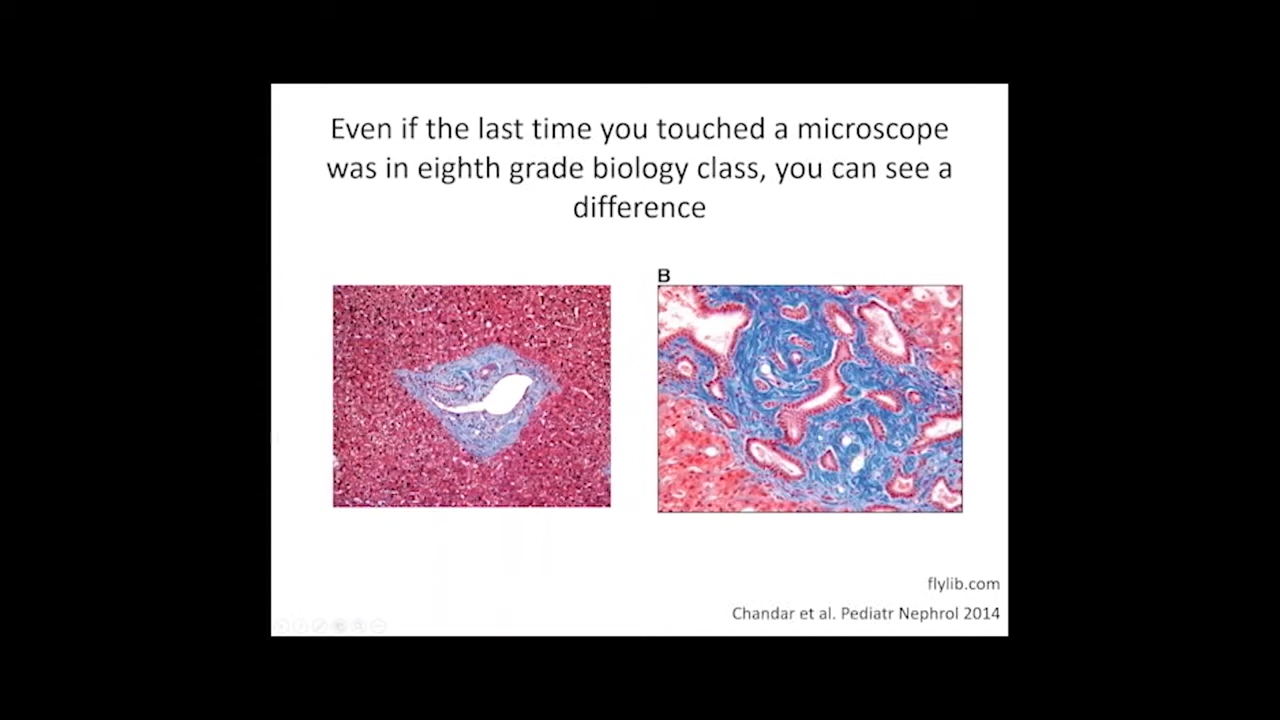 Even if the last time you touched a microscope
was in eighth grade biology class, you can see a
difference
B
flylib.com
Chandar et al. Pediatr Nephrol 2014